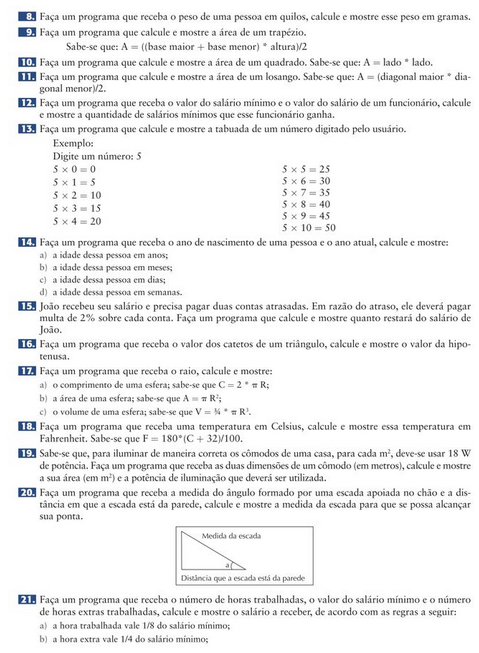 8. Faça um programa que receba o peso de uma pessoa em quilos, calcule e mostre esse peso em gramas.
9. Faça um programa que calcule e mostre a área de um trapézio.
Sabe-se que: A = ((base maior + base menor) * altura)/2
10. Faça um programa que calcule e mostre a área de um quadrado. Sabe-se que: A = lado * lado.
11. Faça um programa que calcule e mostre a área de um losango. Sabe-se que: A = (diagonal maior * dia-
gonal menor)/2.
12. Faça um programa que receba o valor do salário mínimo e o valor do salário de um funcionário, calcule
e mostre a quantidade de salários mínimos que esse funcionário ganha.
13. Faça um programa que calcule e mostre a tabuada de um número digitado pelo usuário.
Exemplo:
Digite um número: 5
5 × 0 = 0
5 × 1 = 5
5 × 2 = 10
5 × 3 = 15
5 × 4 = 20
5 × 5 = 25
5 × 6 = 30
5 × 7 = 35
5 × 8 = 40
5 × 9 = 45
5 × 10 = 50
14. Faça um programa que receba o ano de nascimento de uma pessoa e o ano atual, calcule e mostre:
a) a idade dessa pessoa em anos;
b) a idade dessa pessoa em meses;
c) a idade dessa pessoa em dias;
d) a idade dessa pessoa em semanas.
15. João recebeu seu salário e precisa pagar duas contas atrasadas. Em razão do atraso, ele deverá pagar
multa de 2% sobre cada conta. Faça um programa que calcule e mostre quanto restará do salário de
João.
16. Faça um programa que receba o valor dos catetos de um triângulo, calcule e mostre o valor da hipo-
tenusa.
17. Faça um programa que receba o raio, calcule e mostre:
a) o comprimento de uma esfera; sabe-se que C = 2 * π R;
b) a área de uma esfera; sabe-se que A = π R²;
c) o volume de uma esfera; sabe-se que V = ¾ * π R³.
18. Faça um programa que receba uma temperatura em Celsius, calcule e mostre essa temperatura em
Fahrenheit. Sabe-se que F = 180*(C + 32)/100.
19. Sabe-se que, para iluminar de maneira correta os cômodos de uma casa, para cada m², deve-se usar 18 W
de potência. Faça um programa que receba as duas dimensões de um cômodo (em metros), calcule e mostre
a sua área (em m²) e a potência de iluminação que deverá ser utilizada.
20. Faça um programa que receba a medida do ângulo formado por uma escada apoiada no chão e a dis-
tância em que a escada está da parede, calcule e mostre a medida da escada para que se possa alcançar
sua ponta.
Medida da escada
a
Distância que a escada está da parede
21. Faça um programa que receba o número de horas trabalhadas, o valor do salário mínimo e o número
de horas extras trabalhadas, calcule e mostre o salário a receber, de acordo com as regras a seguir:
a) a hora trabalhada vale 1/8 do salário mínimo;
b) a hora extra vale 1/4 do salário mínimo;